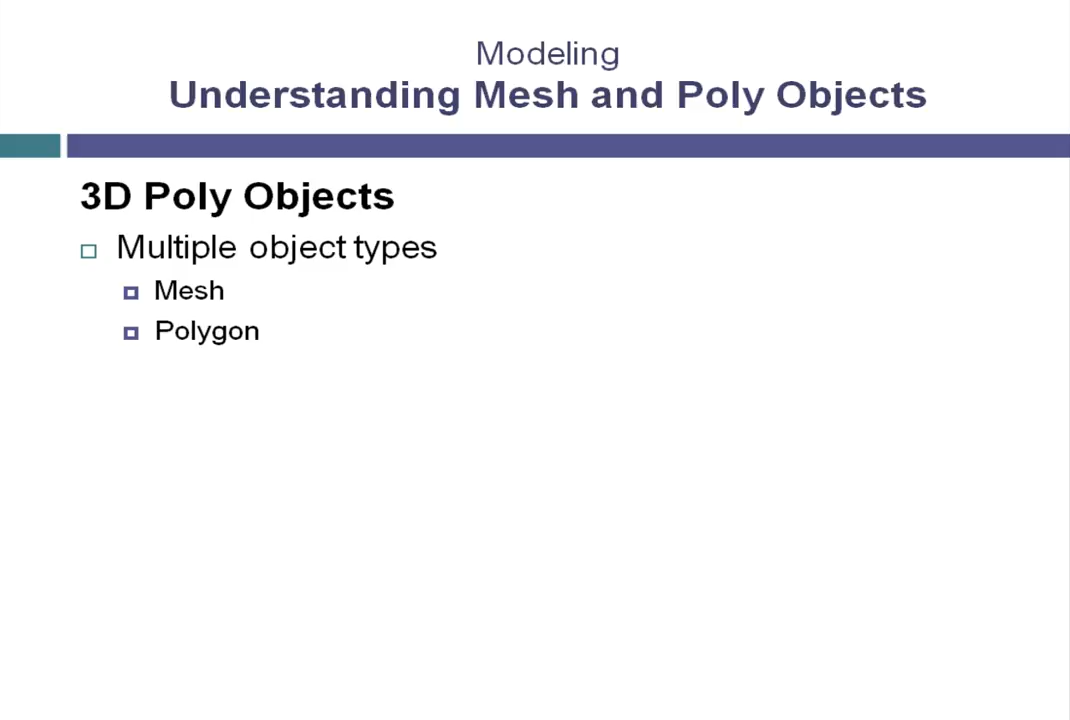 Modeling
Understanding Mesh and Poly Objects
3D Poly Objects
Multiple object types
Mesh
Polygon